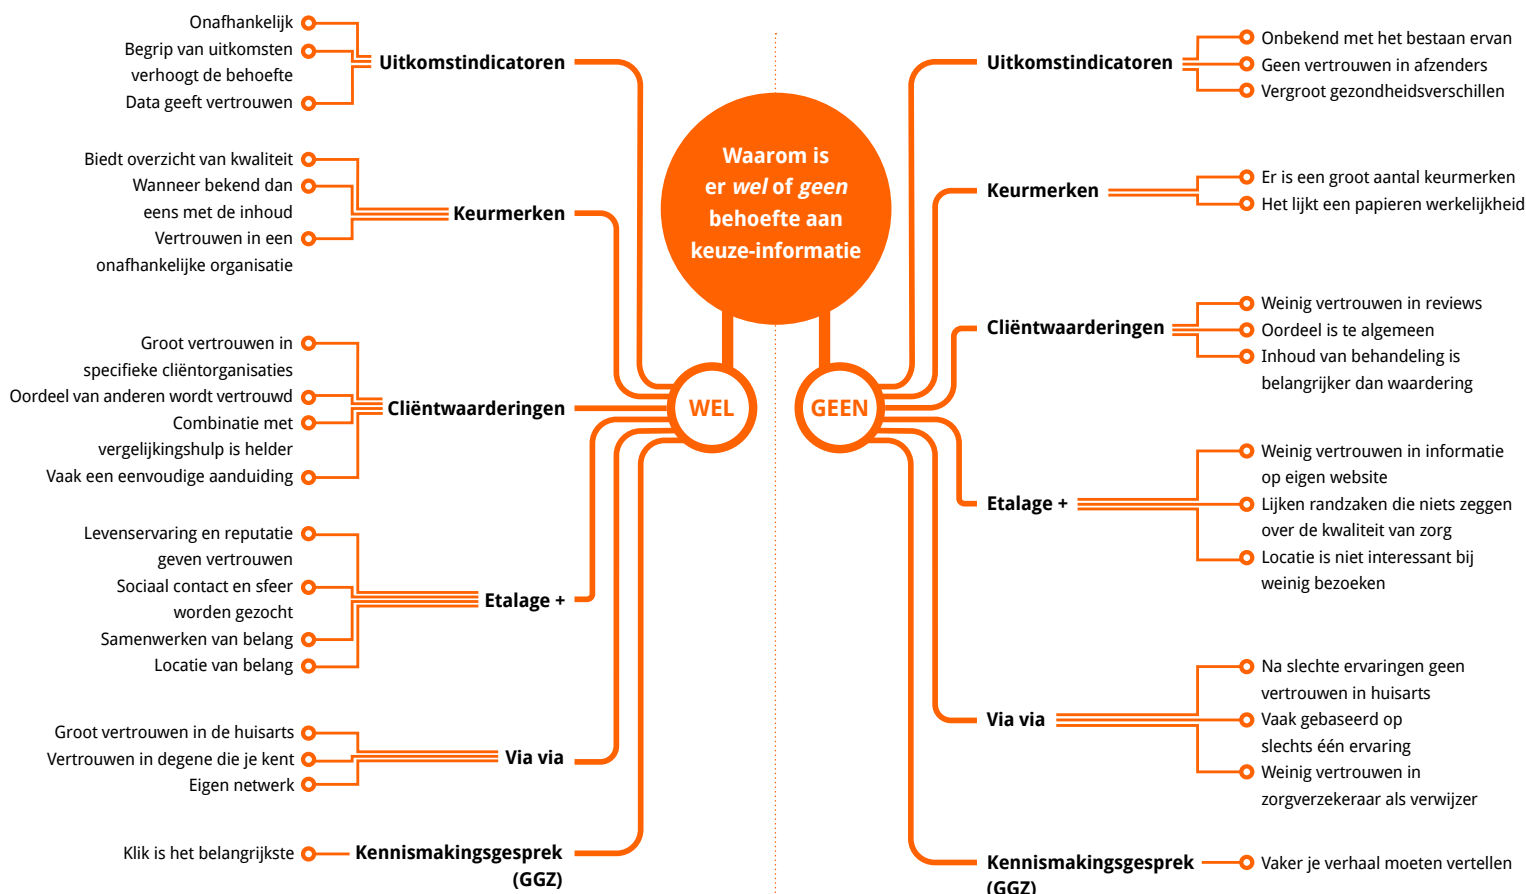 Waarom is
er wel of geen
behoefte aan
keuze-informatie
WEL
Onafhankelijk
Begrip van uitkomsten
verhoogt de behoefte
Data geeft vertrouwen
Uitkomstindicatoren
Biedt overzicht van kwaliteit
Wanneer bekend dan
eens met de inhoud
Vertrouwen in een
onafhankelijke organisatie
Keurmerken
Groot vertrouwen in
specifieke cliëntorganisaties
Oordeel van anderen wordt vertrouwd
Combinatie met
vergelijkingshulp is helder
Vaak een eenvoudige aanduiding
Cliëntwaarderingen
Levenservaring en reputatie
geven vertrouwen
Sociaal contact en sfeer
worden gezocht
Samenwerken van belang
Locatie van belang
Etalage +
Groot vertrouwen in de huisarts
Vertrouwen in degene die je kent
Eigen netwerk
Via via
Klik is het belangrijkste
Kennismakingsgesprek
(GGZ)
GEEN
Uitkomstindicatoren
Onbekend met het bestaan ervan
Geen vertrouwen in afzenders
Vergroot gezondheidsverschillen
Keurmerken
Er is een groot aantal keurmerken
Het lijkt een papieren werkelijkheid
Cliëntwaarderingen
Weinig vertrouwen in reviews
Oordeel is te algemeen
Inhoud van behandeling is
belangrijker dan waardering
Etalage +
Weinig vertrouwen in informatie
op eigen website
Lijken randzaken die niets zeggen
over de kwaliteit van zorg
Locatie is niet interessant bij
weinig bezoeken
Via via
Na slechte ervaringen geen
vertrouwen in huisarts
Vaak gebaseerd op
slechts één ervaring
Weinig vertrouwen in
zorgverzekeraar als verwijzer
Kennismakingsgesprek
(GGZ)
Vaker je verhaal moeten vertellen